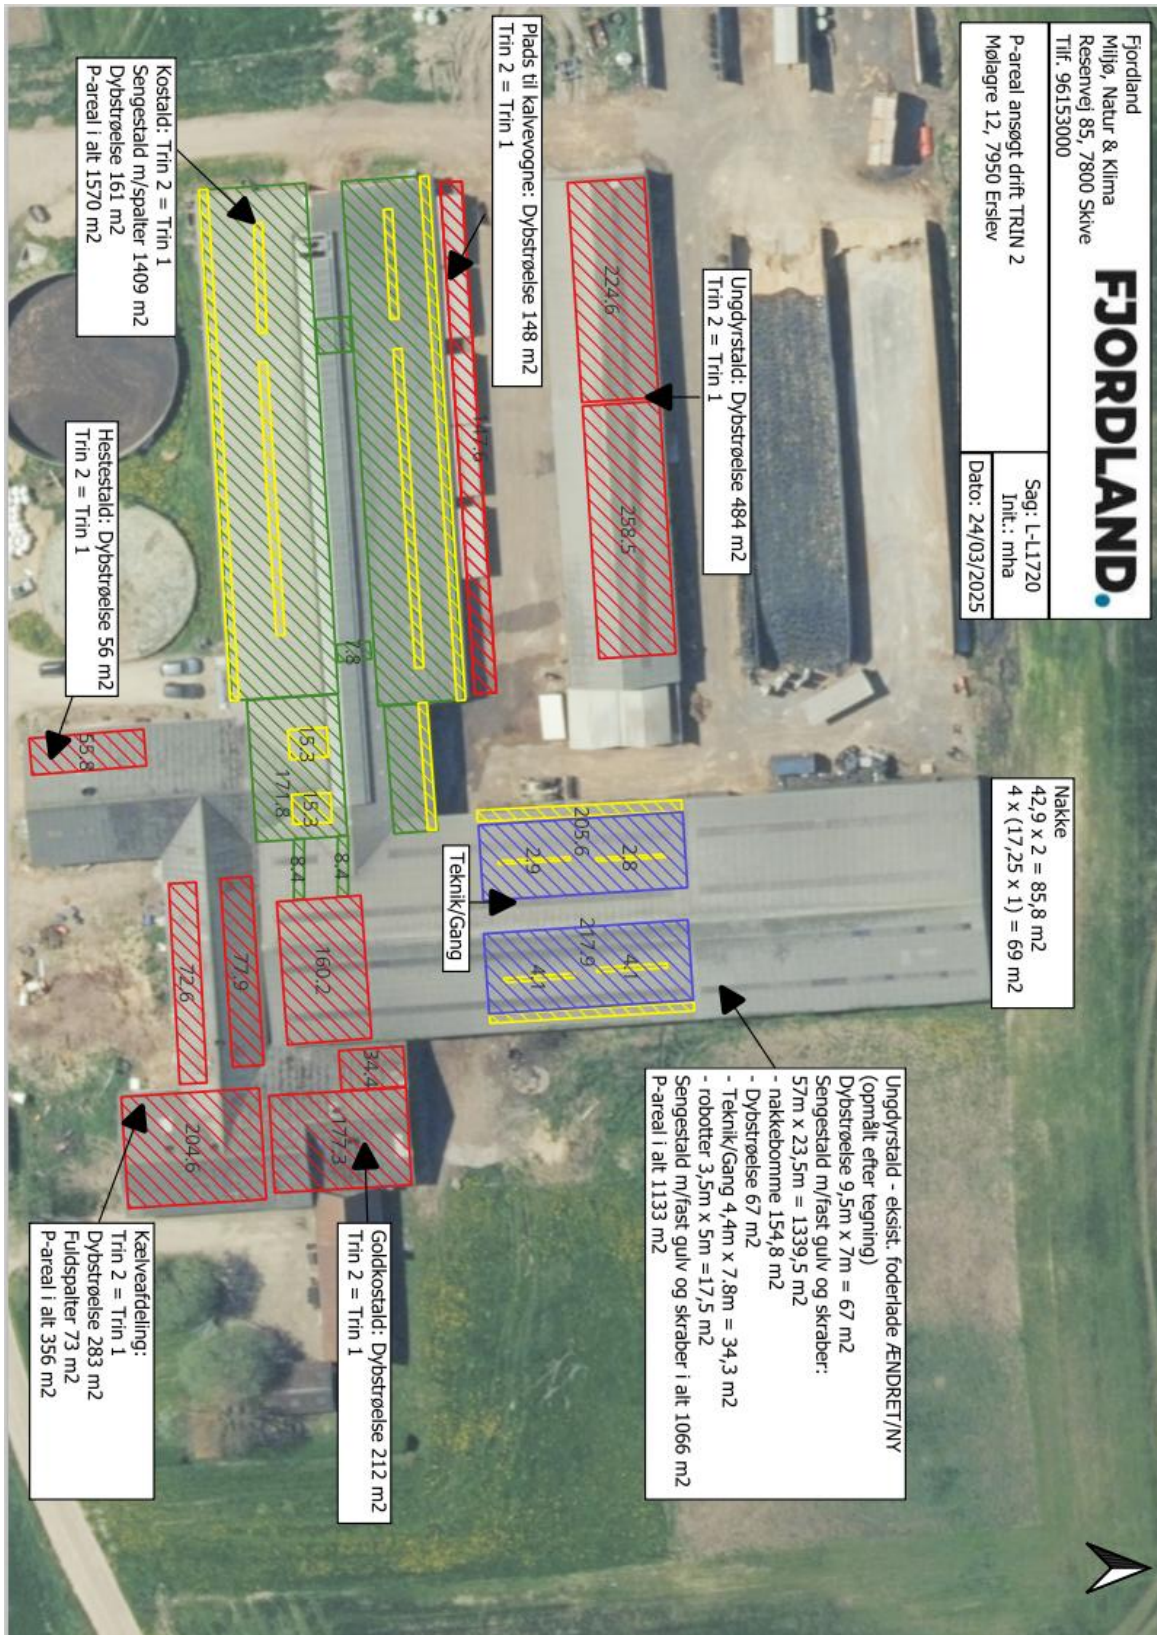 Fjordland
Miljø, Natur & Klima
Resenvej 85, 7800 Skive
Tlf. 96153000
FJORDLAND.
P-areal ansøgt drift TRIN 2
Mølagre 12, 7950 Erslev
Sag: L-L1720
Init.: mha
Dato: 24/03/2025
Nakke
42,9 x 2 = 85,8 m2
4 x (17,25 x 1) = 69 m2
Ungdyrstald - eksist. foderlade ÆNDRET/NY
(opmålt efter tegning)
Dybstrøelse 9,5m x 7m = 67 m2
Sengestald m/fast gulv og skraber:
57m x 23,5m = 1339,5 m2
- nakkebomme 154,8 m2
- Dybstrøelse 67 m2
- Teknik/Gang 4,4m x 7.8m = 34,3 m2
- robotter 3,5m x 5m =17,5 m2
Sengestald m/fast gulv og skraber i alt 1066 m2
P-areal i alt 1133 m2
Ungdyrstald: Dybstrøelse 484 m2
Trin 2 = Trin 1
224.6
258.5
Plads til kalvevogne: Dybstrøelse 148 m2
Trin 2 = Trin 1
147.6
205.6
2.8
2.9
217.9
4.1
4.1
Teknik/Gang
Kostald: Trin 2 = Trin 1
Sengestald m/spalter 1409 m2
Dybstrøelse 161 m2
P-areal i alt 1570 m2
7.8
15.3
15.3
171.8
8.4
8.4
160.2
34.4
177.3
Goldkostald: Dybstrøelse 212 m2
Trin 2 = Trin 1
77.9
72.6
204.6
Kælveafdeling:
Trin 2 = Trin 1
Dybstrøelse 283 m2
Fuldspalter 73 m2
P-areal i alt 356 m2
Hestestald: Dybstrøelse 56 m2
Trin 2 = Trin 1
55.8